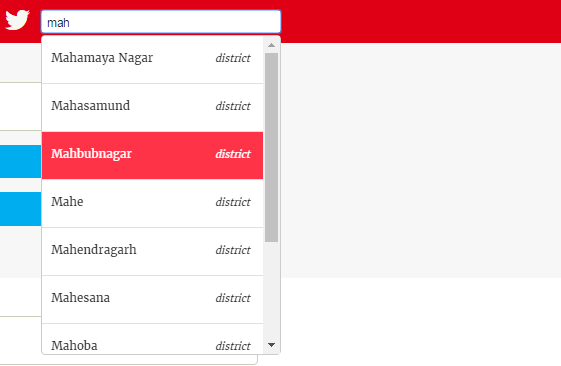 mah
Mahamaya Nagar district
Mahasamund district
Mahbubnagar district
Mahe district
Mahendragarh district
Mahesana district
Mahoba district